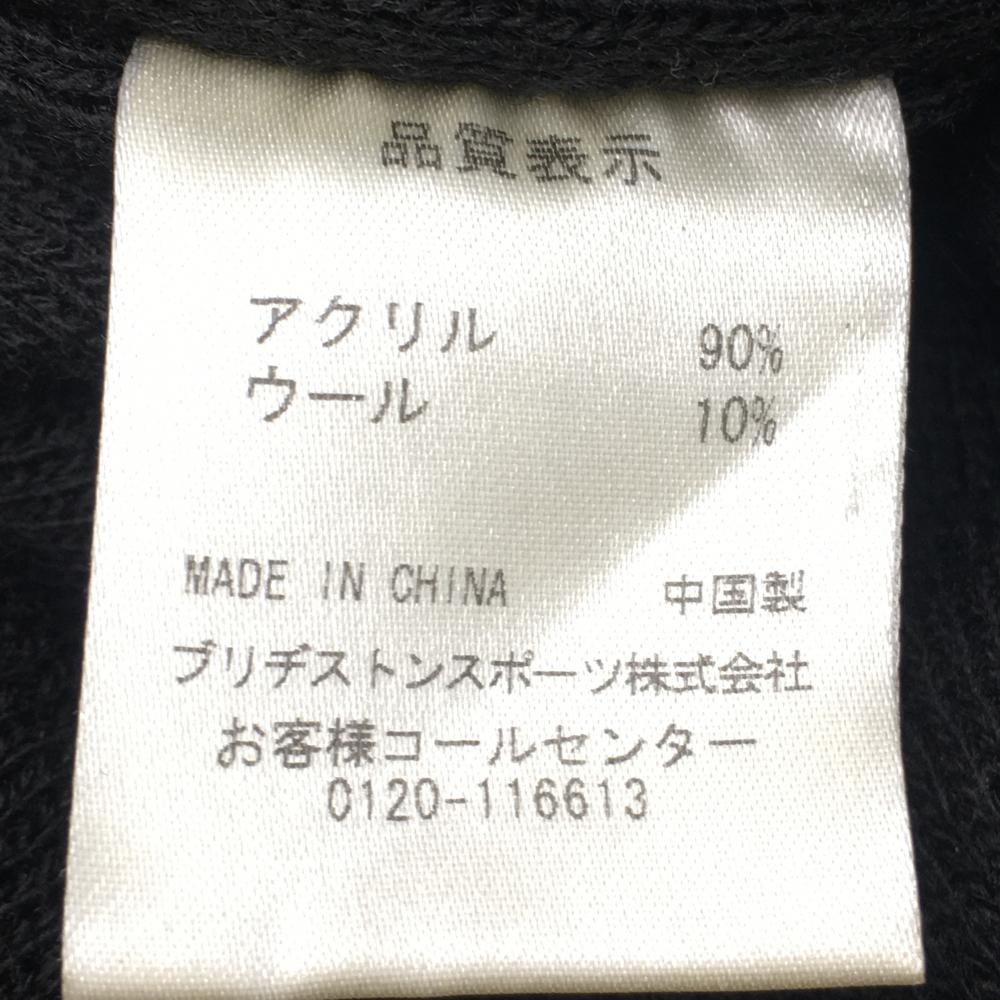 品質表示
アクリル 90%
ウール 10%
MADE IN CHINA 中国製
ブリヂストンスポーツ株式会社
お客様コールセンター
0120-116613